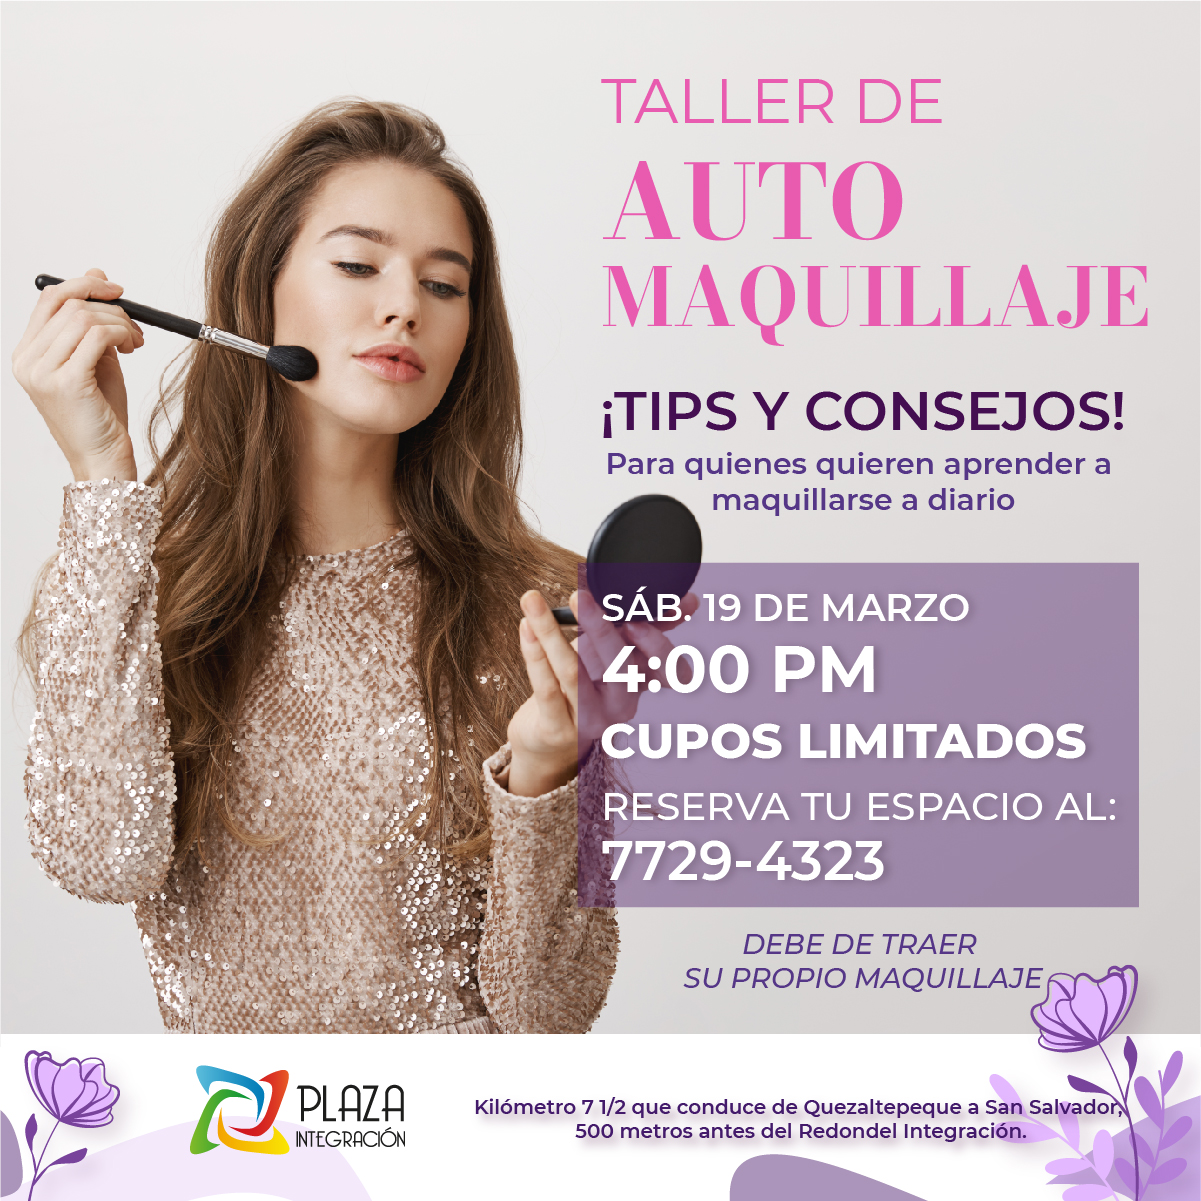 TALLER DE
AUTO
MAQUILLAJE
¡TIPS Y CONSEJOS!
Para quienes quieren aprender a
maquillarse a diario
SÁB. 19 DE MARZO
4:00 PM
CUPOS LIMITADOS
RESERVA TU ESPACIO AL:
7729-4323
DEBE DE TRAER
SU PROPIO MAQUILLAJE
PLAZA
INTEGRACIÓN
Kilómetro 7 1/2 que conduce de Quezaltepeque a San Salvador,
500 metros antes del Redondel Integración.